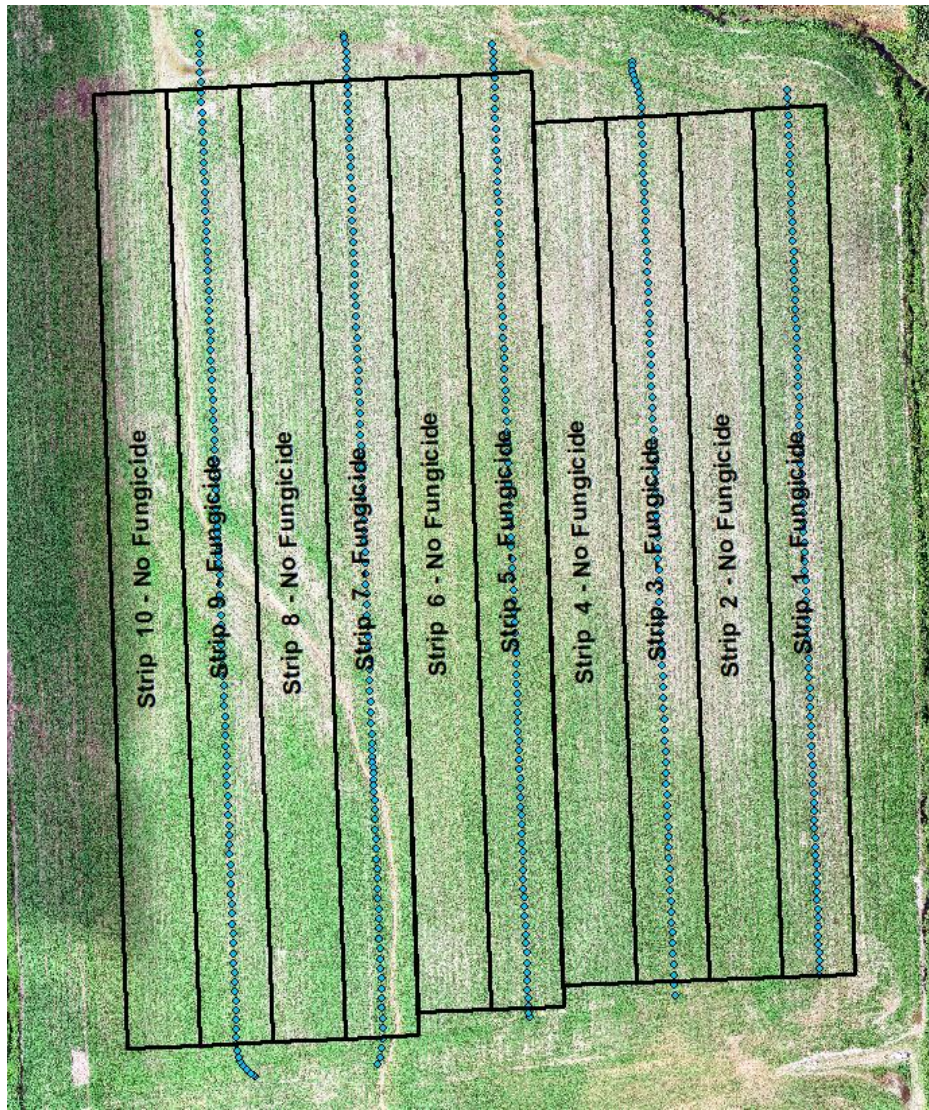 Strip 10 - No Fungicide
Strip 9 - Fungicide
Strip 8 - No Fungicide
Strip 7 - Fungicide
Strip 6 - No Fungicide
Strip 5 - Fungicide
Strip 4 - No Fungicide
Strip 3 - Fungicide
Strip 2 - No Fungicide
Strip 1 - Fungicide